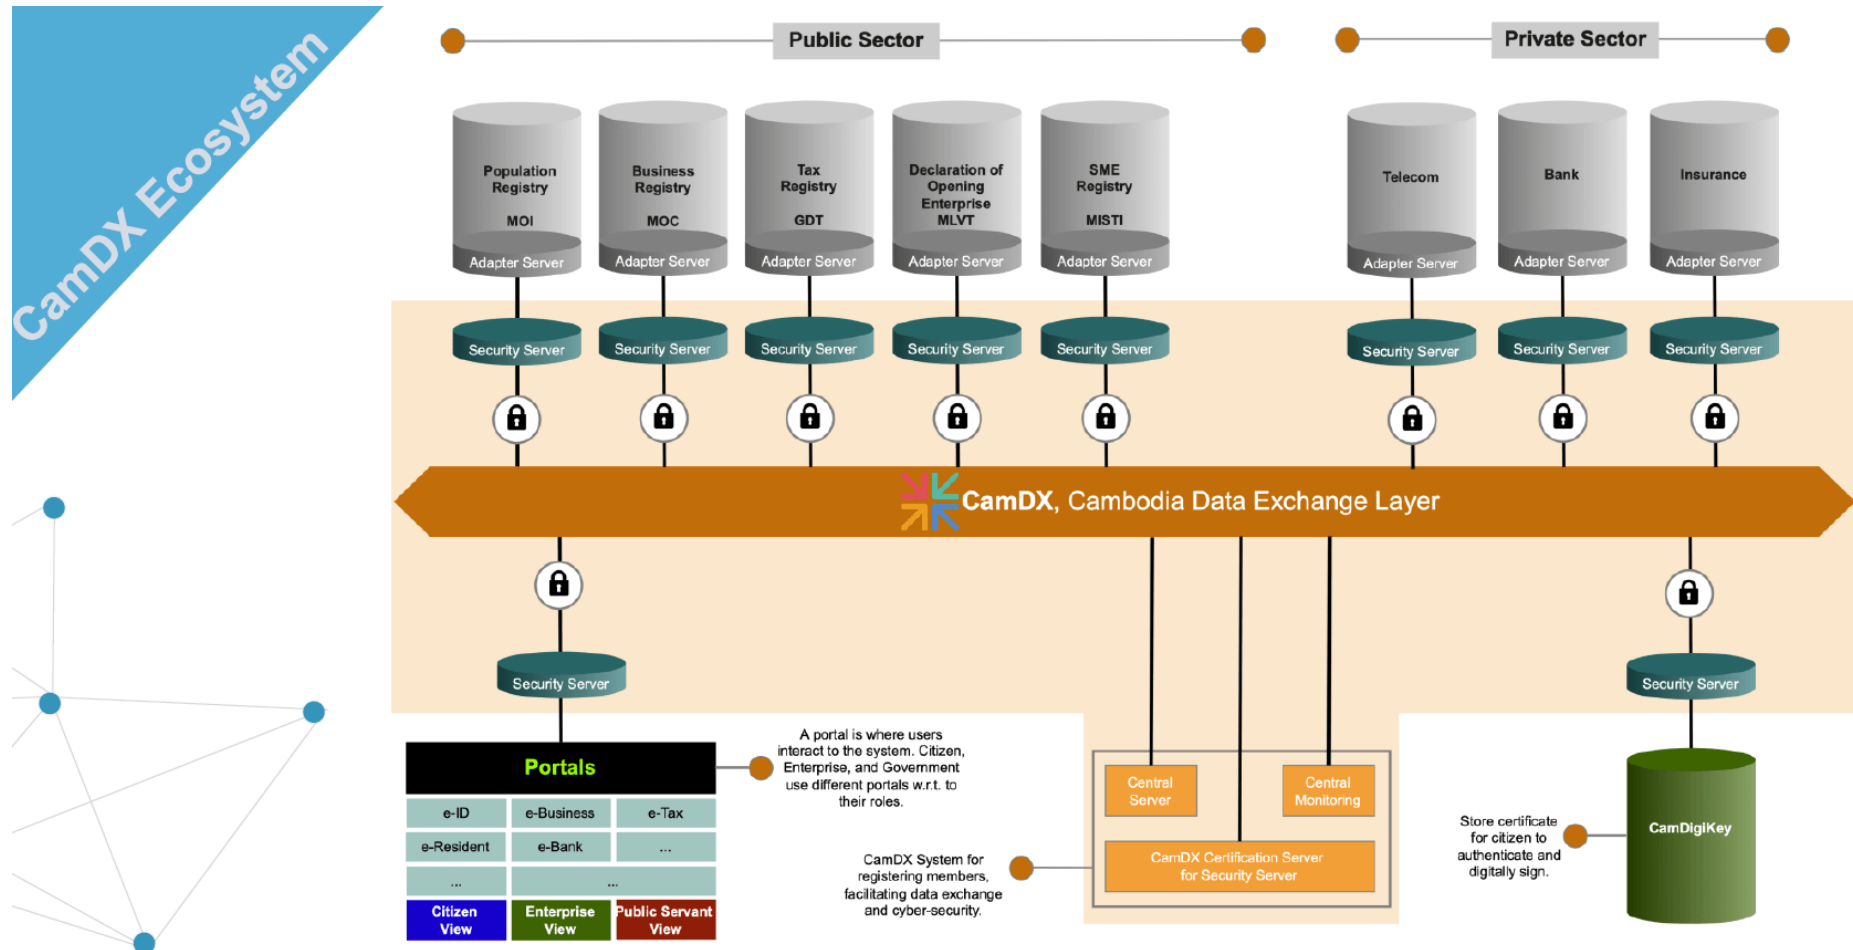 CamDX Ecosystem
Public Sector
Private Sector
Population
Registry
MOI
Adapter Server
Business
Registry
MOC
Adapter Server
Tax
Registry
GDT
Adapter Server
Declaration of
Opening
Enterprise
MLVT
Adapter Server
SME
Registry
MISTI
Adapter Server
Telecom
Adapter Server
Bank
Adapter Server
Insurance
Adapter Server
Security Server
Security Server
Security Server
Security Server
Security Server
Security Server
Security Server
Security Server
CamDX, Cambodia Data Exchange Layer
Security Server
Security Server
Portals
e-ID
e-Business
e-Tax
e-Resident
e-Bank
...
...
...
Citizen
View
Enterprise
View
Public Servant
View
A portal is where users
interact to the system. Citizen,
Enterprise, and Government
use different portals w.r.t. to
their roles.
Central
Server
Central
Monitoring
CamDX Certification Server
for Security Server
CamDX System for
registering members,
facilitating data exchange
and cyber-security.
Store certificate
for citizen to
authenticate and
digitally sign.
CamDigiKey